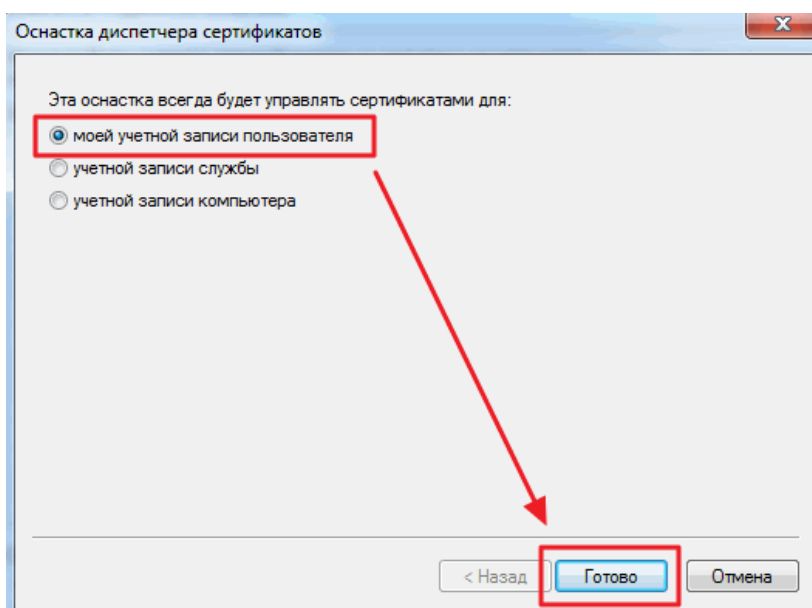 Оснастка диспетчера сертификатов
Эта оснастка всегда будет управлять сертификатами для:
моей учетной записи пользователя
учетной записи службы
учетной записи компьютера
< Назад Готово Отмена